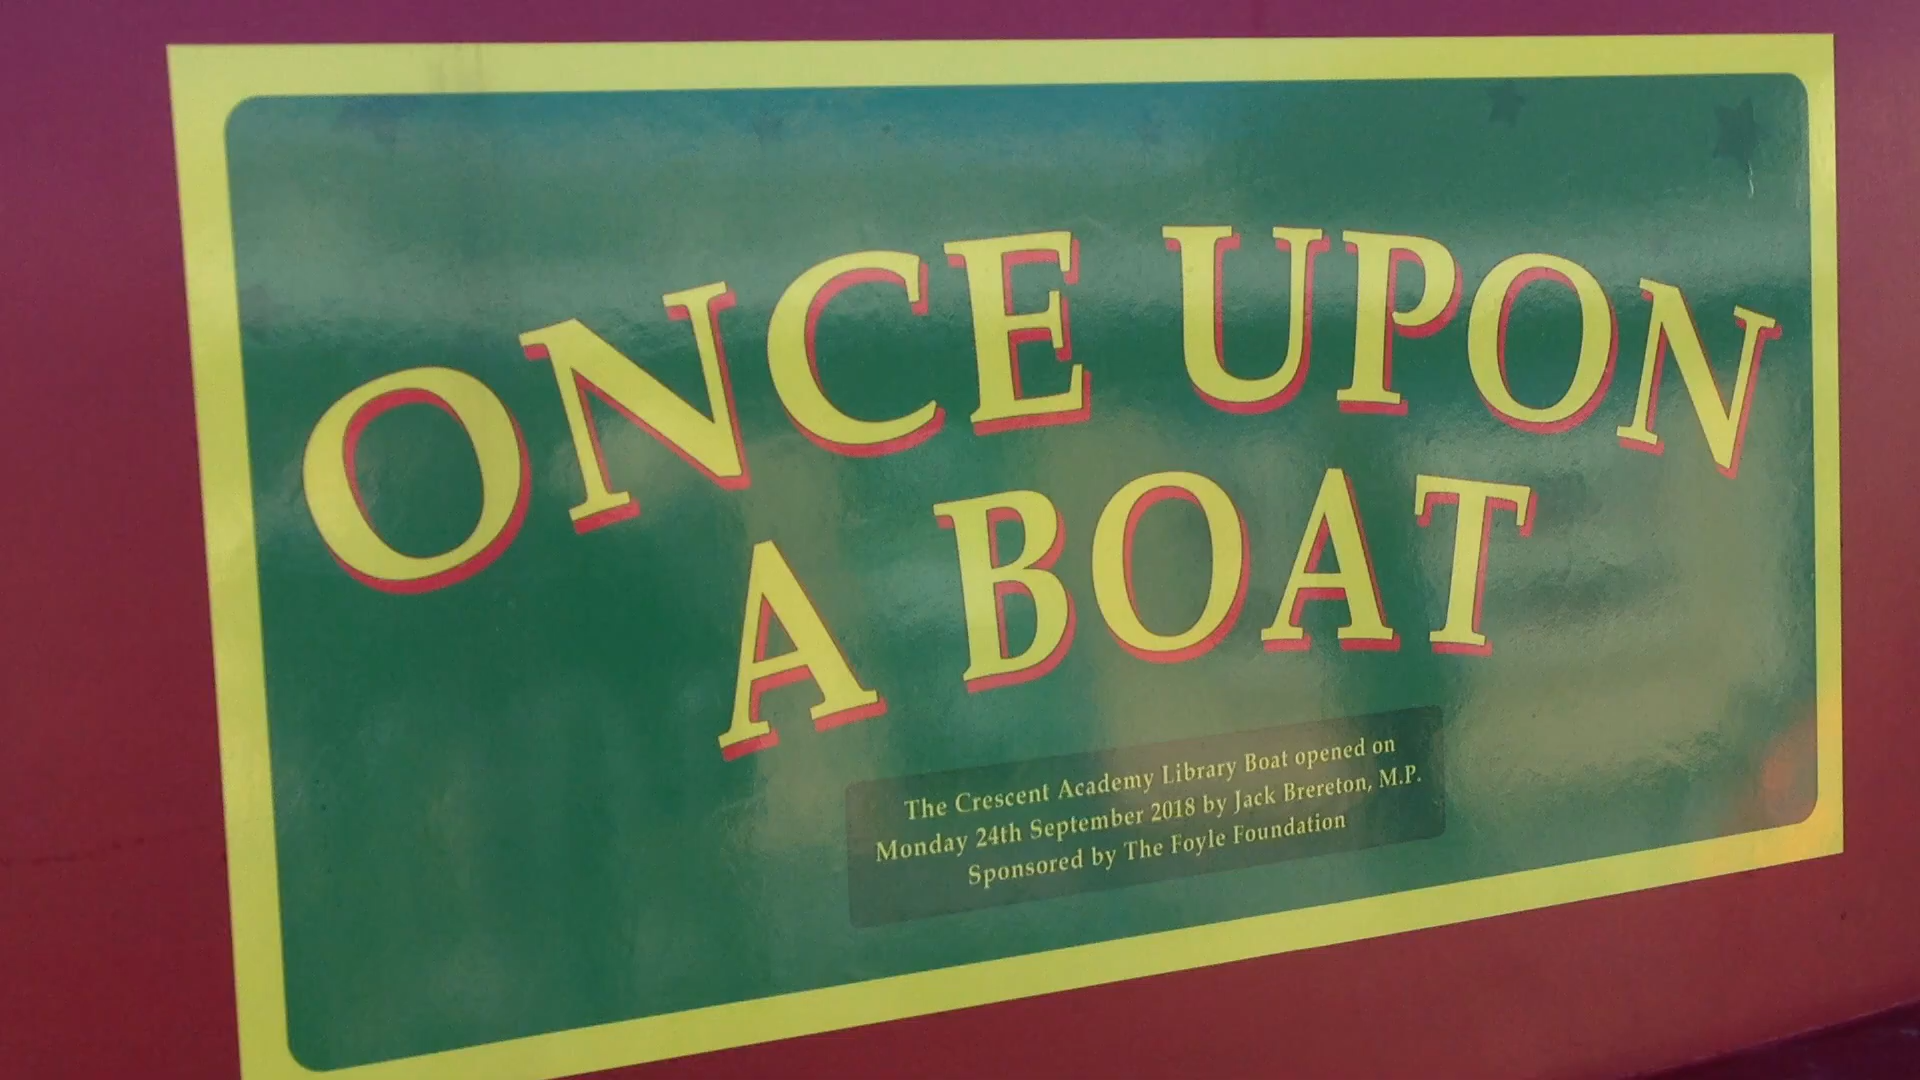 ONCE UPON
A BOAT
The Crescent Academy Library Boat opened on
Monday 24th September 2018 by Jack Brereton, M.P.
Sponsored by The Foyle Foundation